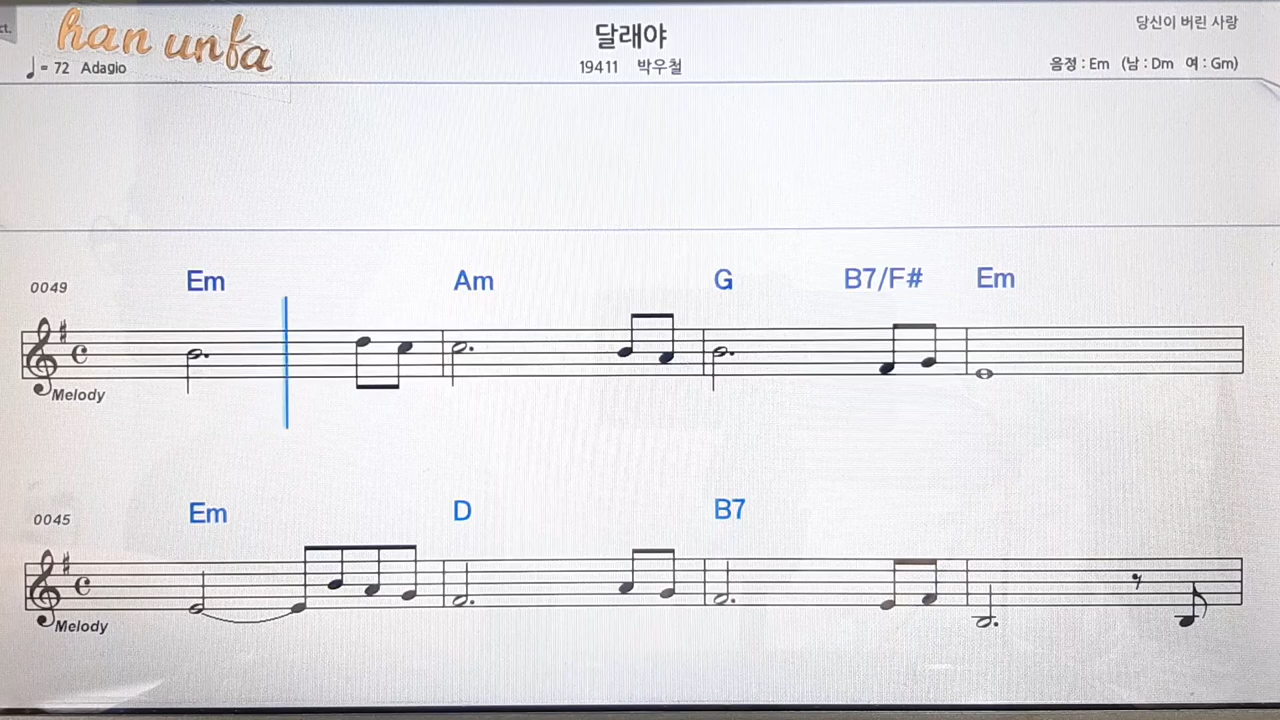 ct.
han unfa
달래야
당신이 버린 사랑
♩= 72 Adagio
19411 박우철
음정 : Em (남 : Dm 여 : Gm)
Em Am G B7/F# Em
0049
Melody
Em D B7
0045
Melody